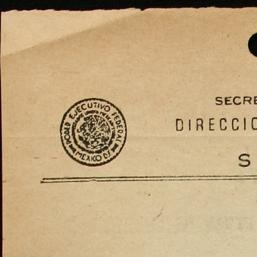 PODER EJECUTIVO FEDERAL
MEXICO D.F.
SECRE
DIRECCIO
S